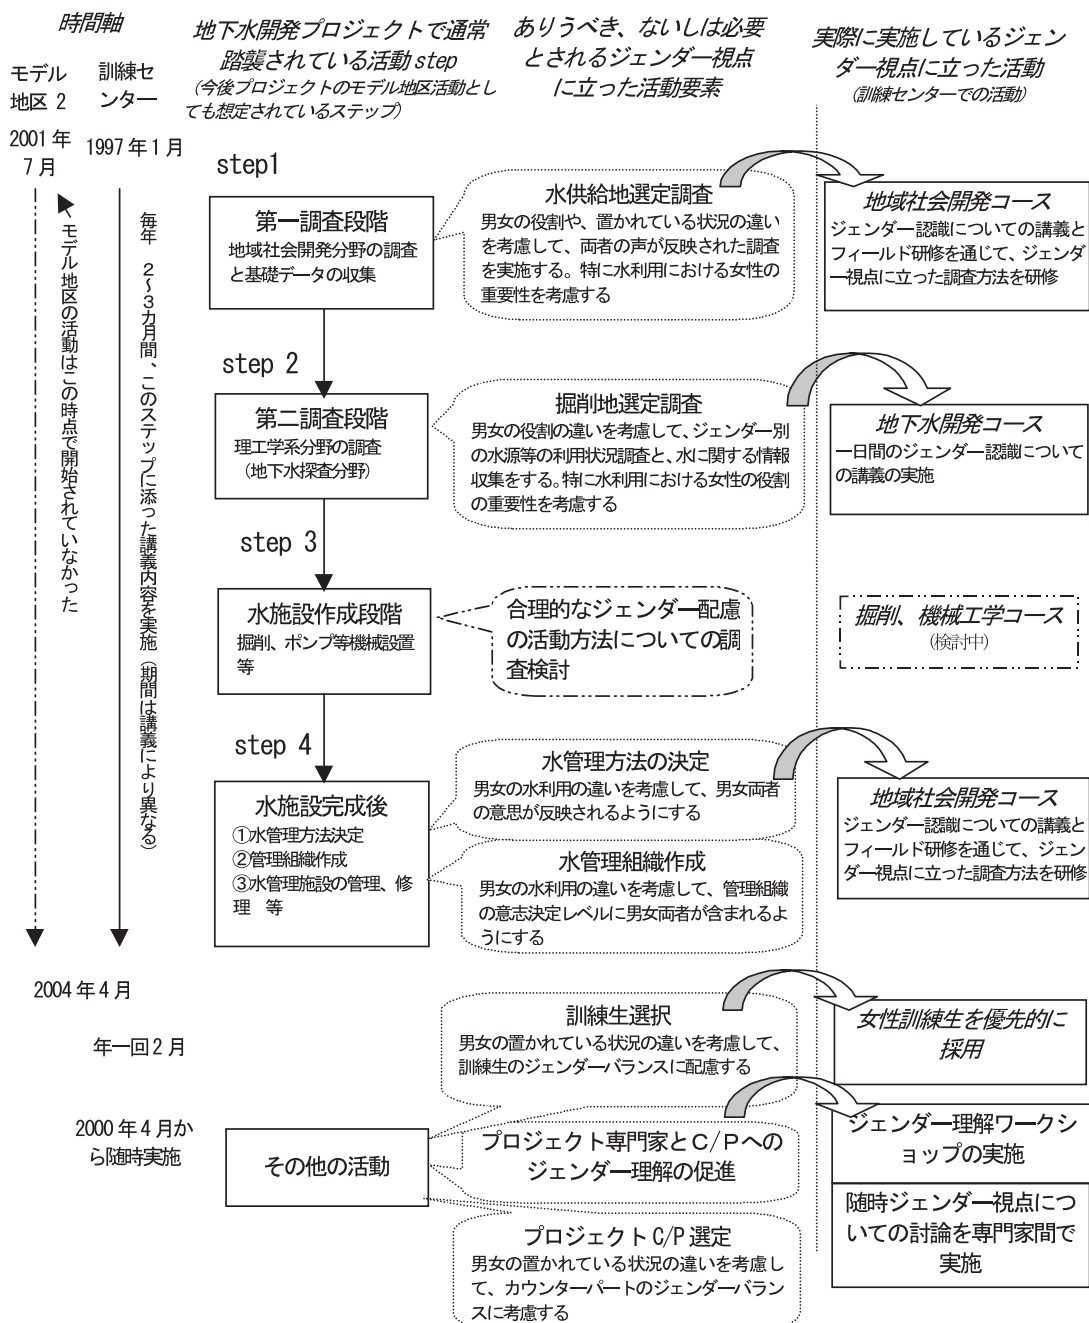 時間軸
モデル
地区 2
訓練セ
ンター
2001 年
7 月
1997 年 1 月
地下水開発プロジェクトで通常
踏襲されている活動 step
（今後プロジェクトのモデル地区活動とし
ても想定されているステップ）
ありうべき、ないしは必要
とされるジェンダー視点
に立った活動要素
実際に実施しているジェン
ダー視点に立った活動
（訓練センターでの活動）
モデル地区の活動はこの時点で開始されていなかった
毎年　２～３カ月間、このステップに添った講義内容を実施（期間は講義により異なる）
step1
第一調査段階
地域社会開発分野の調査
と基礎データの収集
水供給地選定調査
男女の役割や、置かれている状況の違い
を考慮して、両者の声が反映された調査
を実施する。特に水利用における女性の
重要性を考慮する
地域社会開発コース
ジェンダー認識についての講義と
フィールド研修を通じて、ジェンダ
ー視点に立った調査方法を研修
step 2
第二調査段階
理工学系分野の調査
（地下水探査分野）
掘削地選定調査
男女の役割の違いを考慮して、ジェンダー別
の水源等の利用状況調査と、水に関する情報
収集をする。特に水利用における女性の役割
の重要性を考慮する
地下水開発コース
一日間のジェンダー認識について
の講義の実施
step 3
水施設作成段階
掘削、ポンプ等機械設置
等
合理的なジェンダー配慮
の活動方法についての調
査検討
掘削、機械工学コース
（検討中）
step 4
水施設完成後
①水管理方法決定
②管理組織作成
③水管理施設の管理、修
理　等
水管理方法の決定
男女の水利用の違いを考慮して、男女両者
の意思が反映されるようにする
水管理組織作成
男女の水利用の違いを考慮して、管理組織
の意志決定レベルに男女両者が含まれるよ
うにする
地域社会開発コース
ジェンダー認識についての講義と
フィールド研修を通じて、ジェン
ダー視点に立った調査方法を研修
2004 年 4 月
年一回 2 月
2000 年 4 月か
ら随時実施
その他の活動
訓練生選択
男女の置かれている状況の違いを考慮して、
訓練生のジェンダーバランスに配慮する
女性訓練生を優先的に
採用
プロジェクト専門家とＣ/Ｐへの
ジェンダー理解の促進
ジェンダー理解ワークシ
ョップの実施
随時ジェンダー視点につ
いての討論を専門家間で
実施
プロジェクト C/P 選定
男女の置かれている状況の違いを考慮し
て、カウンターパートのジェンダーバラン
スに考慮する